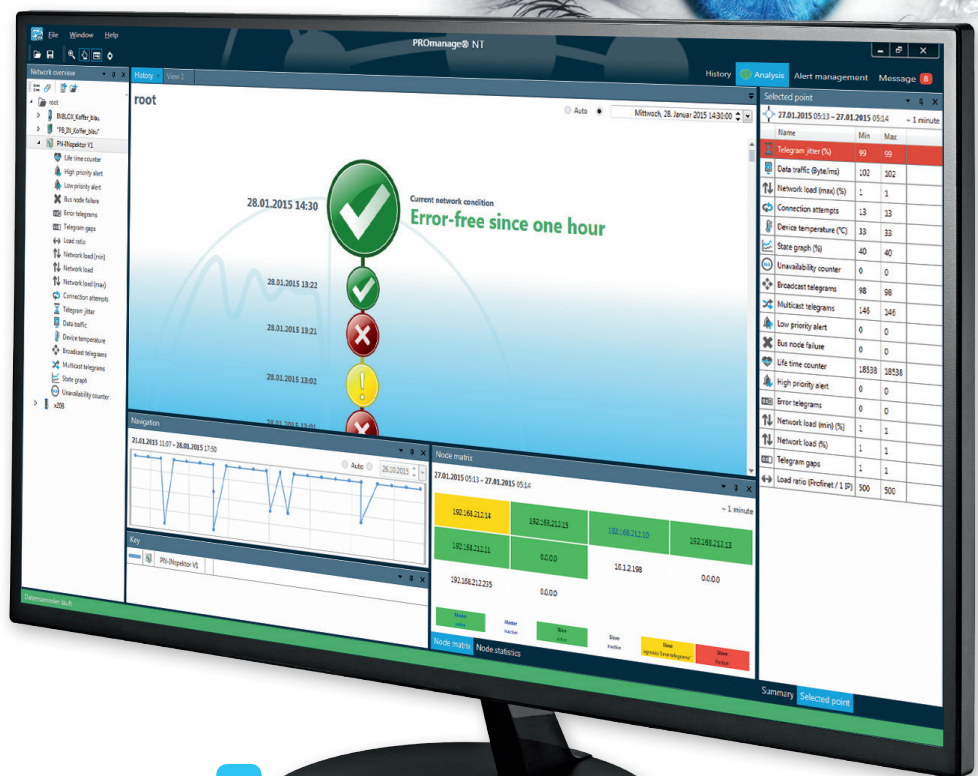 File Window Help
PROmanage® NT
History Analysis Alert management Message 8
Network overview
root
INBLOX_Koffer_blau
"PB_IN_Koffer_blau"
PN-INspektor V1
Life time counter
High priority alert
Low priority alert
Bus node failure
Error telegrams
Telegram gaps
Load ratio
Network load (min)
Network load
Network load (max)
Connection attempts
Telegram jitter
Data traffic
Device temperature
Broadcast telegrams
Multicast telegrams
State graph
Unavailability counter
x208
Datensammler läuft
History View 1
root
Auto Mittwoch, 28. Januar 2015 14:30:00
28.01.2015 14:30
Current network condition
Error-free since one hour
28.01.2015 13:22
28.01.2015 13:21
28.01.2015 13:02
28.01.2015 13:01
Navigation
21.01.2015 11:07 – 28.01.2015 17:50
Auto 26.10.2015
Key
PN-INspektor V1
Node matrix
27.01.2015 05:13 – 27.01.2015 05:14
~ 1 minute
192.168.212.14 192.168.212.15 192.168.212.10 192.168.212.13
192.168.212.11 0.0.0.0 10.1.2.198 0.0.0.0
192.168.212.235 0.0.0.0
Master active
Master inactive
Slave active
Slave inactive
Slave
Slave
Node matrix Node statistics
Selected point
27.01.2015 05:13 – 27.01.2015 05:14 ~ 1 minute
Name Min Max
Telegram jitter (%) 99 99
Data traffic (Byte/ms) 102 102
Network load (max) (%) 1 1
Connection attempts 13 13
Device temperature (°C) 33 33
State graph (%) 40 40
Unavailability counter 0 0
Broadcast telegrams 98 98
Multicast telegrams 146 146
Low priority alert 0 0
Bus node failure 0 0
Life time counter 18538 18538
High priority alert 0 0
Error telegrams 0 0
Network load (min) (%) 1 1
Network load (%) 1 1
Telegram gaps 1 1
Load ratio (Profinet / 1 IP) 500 500
Summary Selected point